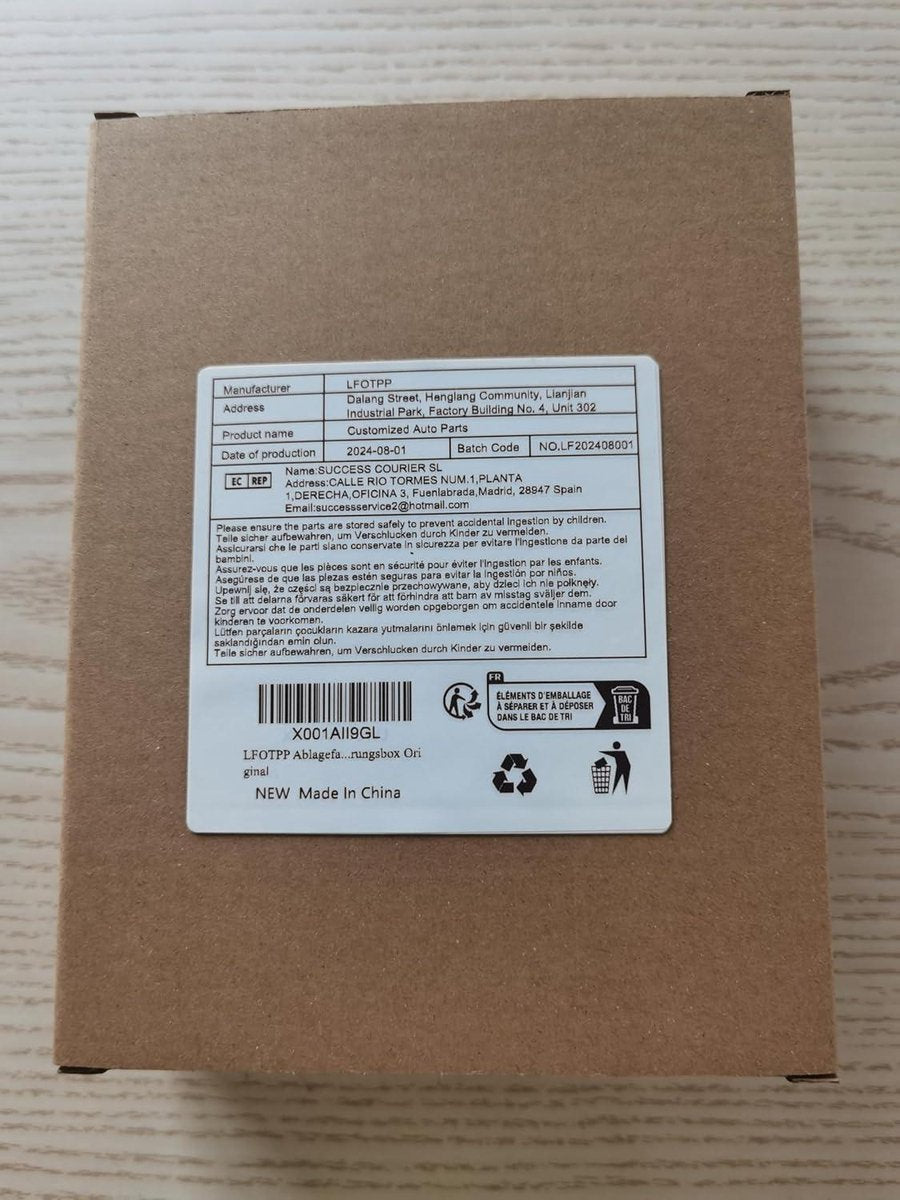 Manufacturer LFOTPP
Address Dalang Street, Henglang Community, Lianjian
Industrial Park, Factory Building No. 4, Unit 302
Product name Customized Auto Parts
Date of production 2024-08-01 Batch Code NO.LF202408001
EC REP
Name:SUCCESS COURIER SL
Address:CALLE RIO TORMES NUM.1,PLANTA
1,DERECHA,OFICINA 3, Fuenlabrada,Madrid, 28947 Spain
Email:successservice2@hotmail.com
Please ensure the parts are stored safely to prevent accidental ingestion by children.
Teile sicher aufbewahren, um Verschlucken durch Kinder zu vermeiden.
Assicurarsi che le parti siano conservate in sicurezza per evitare l'ingestione da parte dei
bambini.
Assurez-vous que les pièces sont en sécurité pour éviter l'ingestion par les enfants.
Asegúrese de que las piezas estén seguras para evitar la ingestión por niños.
Upewnij się, że części są bezpiecznie przechowywane, aby dzieci ich nie połknęły.
Se till att delarna förvaras säkert för att förhindra att barn av misstag sväljer dem.
Zorg ervoor dat de onderdelen veilig worden opgeborgen om accidentele inname door
kinderen te voorkomen.
Lütfen parçaların çocukların kazara yutmalarını önlemek için güvenli bir şekilde
saklandığından emin olun.
Teile sicher aufbewahren, um Verschlucken durch Kinder zu vermeiden.
X001AII9GL
LFOTPP Ablagefa...rungsbox Ori
ginal
NEW Made In China
FR
ÉLÉMENTS D'EMBALLAGE
À SÉPARER ET À DÉPOSER
DANS LE BAC DE TRI
BAC
DE
TRI